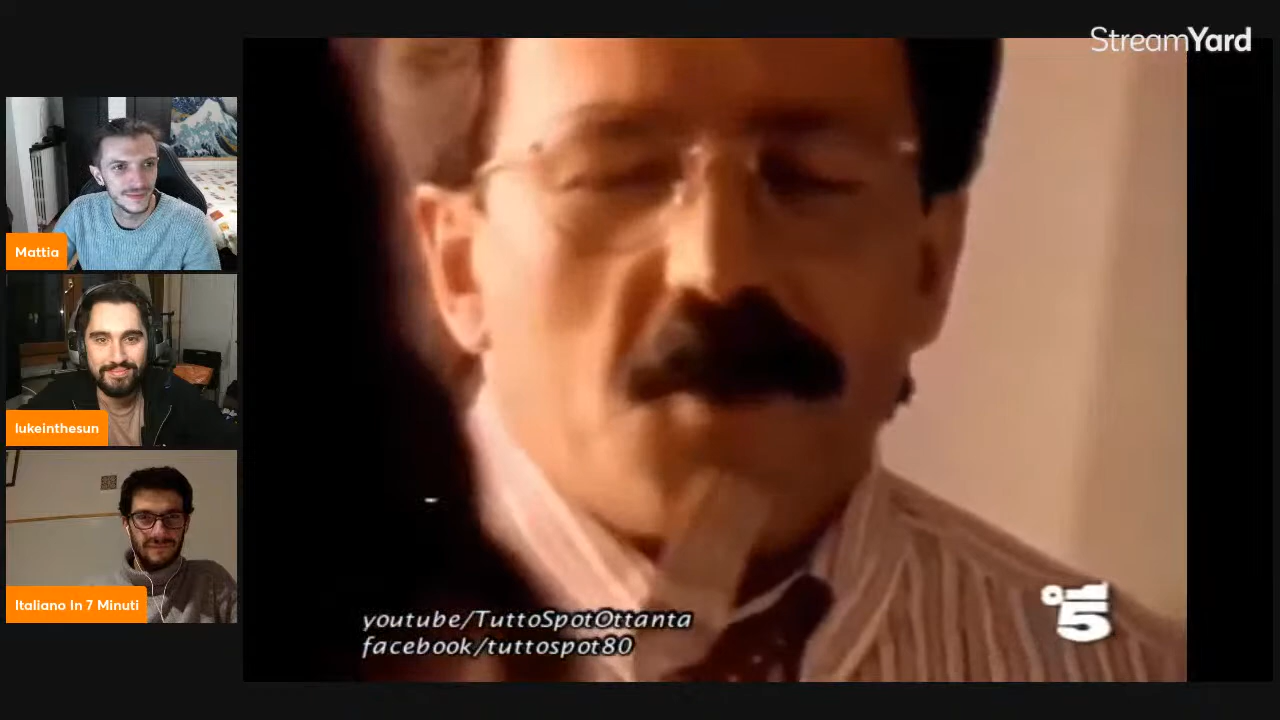 StreamYard
Mattia
lukeinthesun
Italiano In 7 Minuti
youtube/TuttoSpotOttanta
facebook/tuttospot80
5